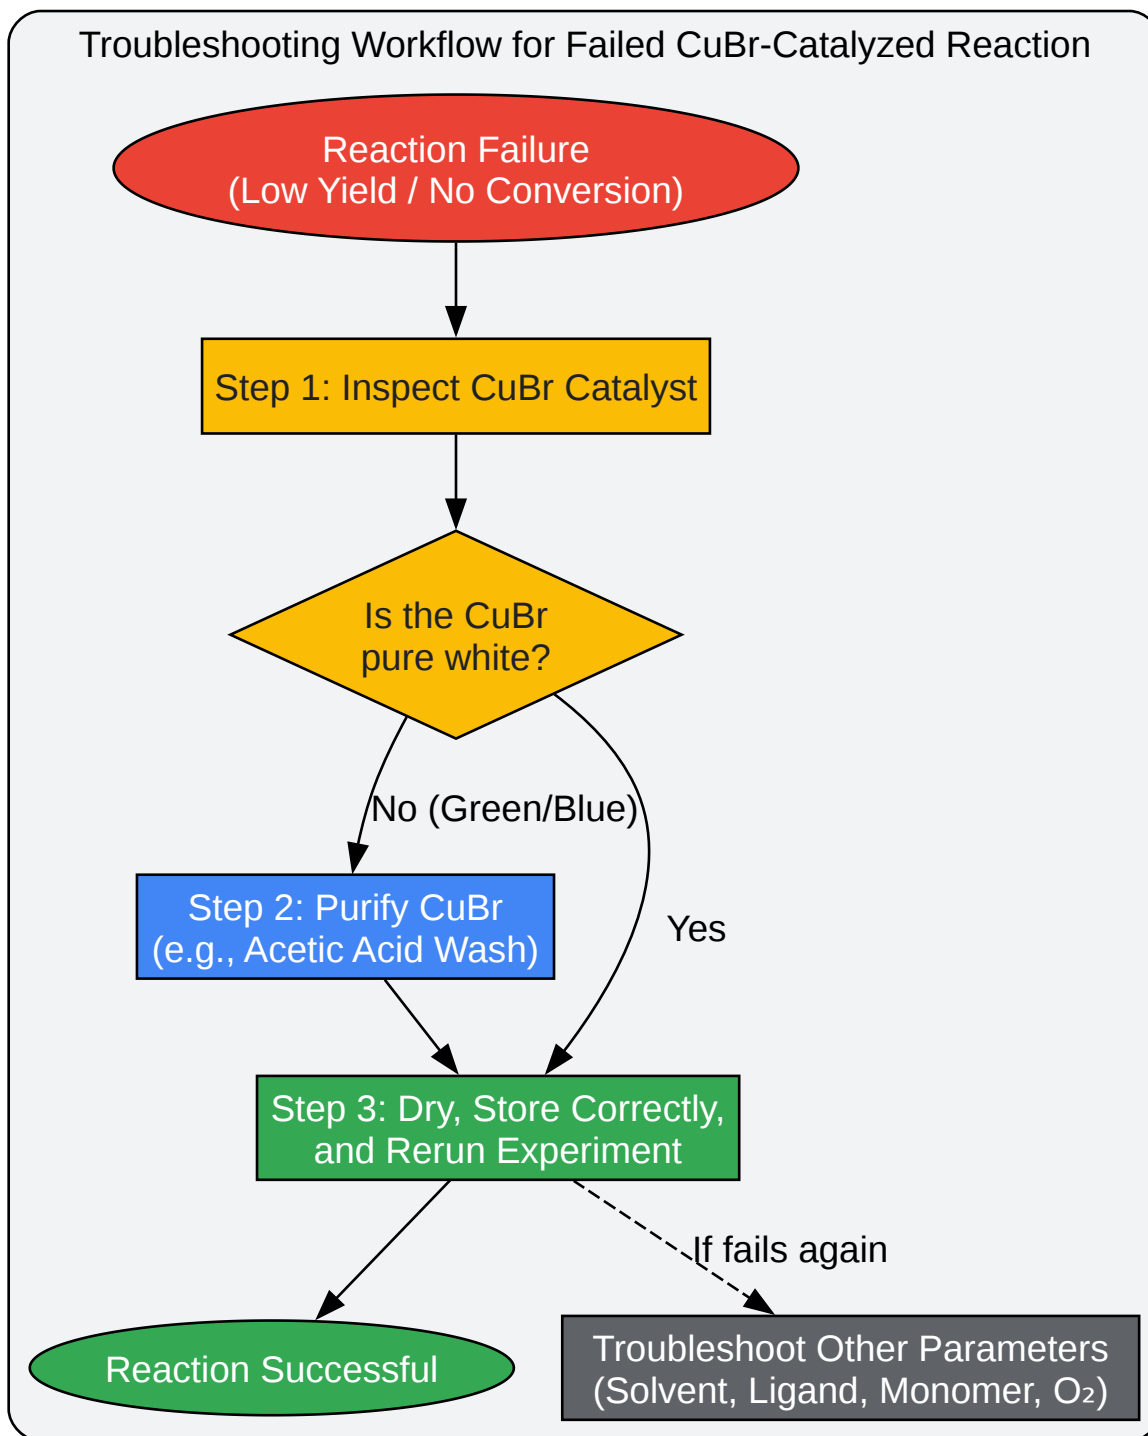 Troubleshooting Workflow for Failed CuBr-Catalyzed Reaction
Reaction Failure
(Low Yield / No Conversion)
Step 1: Inspect CuBr Catalyst
Is the CuBr
pure white?
No (Green/Blue)
Step 2: Purify CuBr
(e.g., Acetic Acid Wash)
Yes
Step 3: Dry, Store Correctly,
and Rerun Experiment
If fails again
Reaction Successful
Troubleshoot Other Parameters
(Solvent, Ligand, Monomer, O₂)